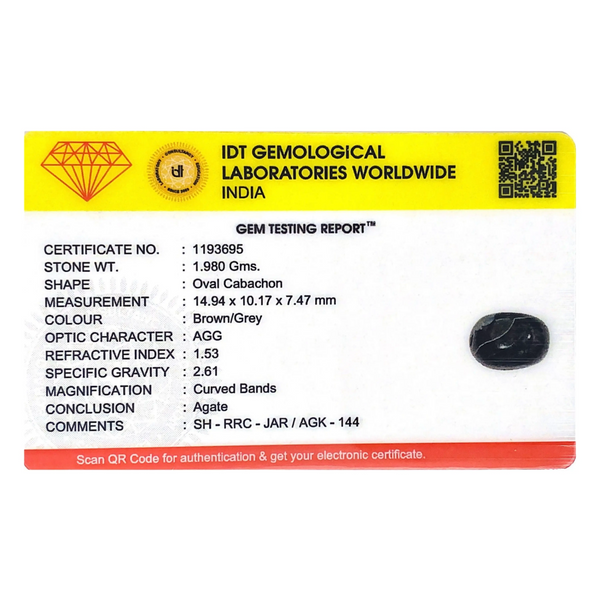 IDT GEMOLOGICAL
LABORATORIES WORLDWIDE
INDIA
GEM TESTING REPORT™
CERTIFICATE NO. : 1193695
STONE WT. : 1.980 Gms.
SHAPE : Oval Cabachon
MEASUREMENT : 14.94 x 10.17 x 7.47 mm
COLOUR : Brown/Grey
OPTIC CHARACTER : AGG
REFRACTIVE INDEX : 1.53
SPECIFIC GRAVITY : 2.61
MAGNIFICATION : Curved Bands
CONCLUSION : Agate
COMMENTS : SH - RRC - JAR / AGK - 144
Scan QR Code for authentication & get your electronic certificate.